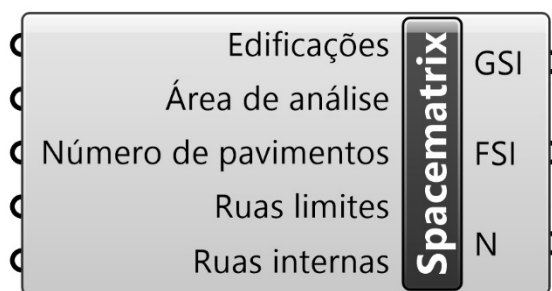 Edificações
Área de análise
Número de pavimentos
Ruas limites
Ruas internas
Spacematrix
GSI
FSI
N